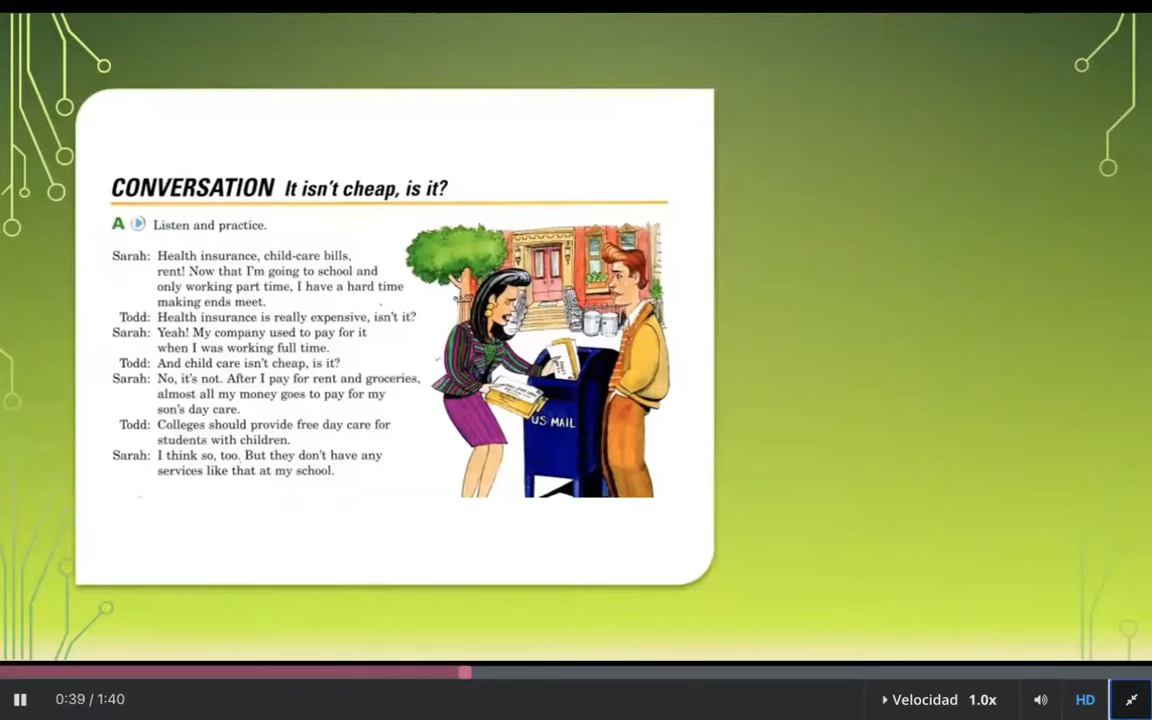 CONVERSATION It isn't cheap, is it?
A Listen and practice.
Sarah: Health insurance, child-care bills,
rent! Now that I'm going to school and
only working part time, I have a hard time
making ends meet.
Todd: Health insurance is really expensive, isn't it?
Sarah: Yeah! My company used to pay for it
when I was working full time.
Todd: And child care isn't cheap, is it?
Sarah: No, it's not. After I pay for rent and groceries,
almost all my money goes to pay for my
son's day care.
Todd: Colleges should provide free day care for
students with children.
Sarah: I think so, too. But they don't have any
services like that at my school.
US MAIL
0:39 / 1:40
Velocidad 1.0x
HD